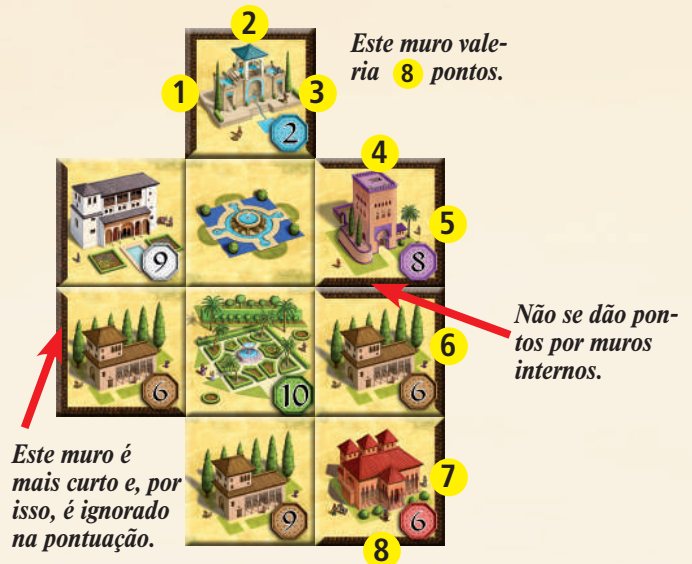 2
Este muro vale-
ria 8 pontos.
1
3
2
4
5
9
8
Não se dão pon-
tos por muros
internos.
6
6
10
6
Este muro é
mais curto e, por
isso, é ignorado
na pontuação.
7
9
6
8